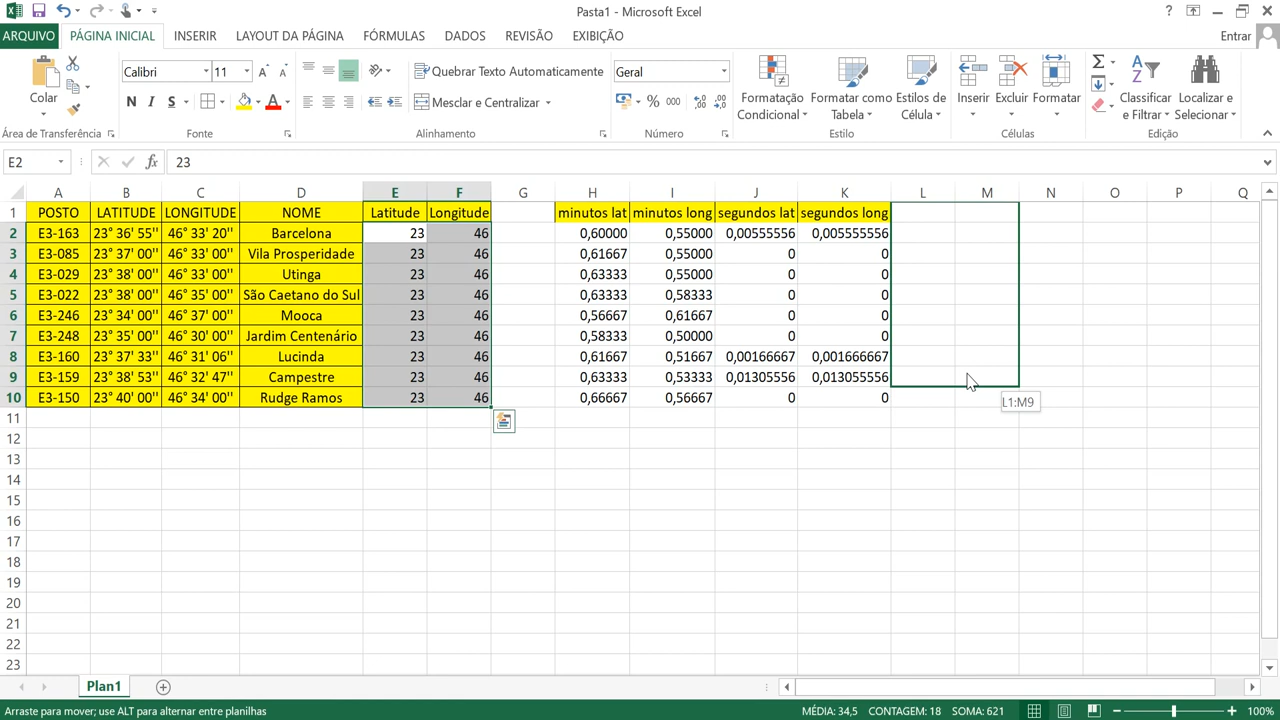 Pasta1 - Microsoft Excel
?
ARQUIVO PÁGINA INICIAL INSERIR LAYOUT DA PÁGINA FÓRMULAS DADOS REVISÃO EXIBIÇÃO Entrar
Colar
Calibri 11
N I S
Quebrar Texto Automaticamente
Mesclar e Centralizar
Geral
% 000
Formatação Condicional
Formatar como Tabela
Estilos de Célula
Inserir Excluir Formatar
Classificar e Filtrar
Localizar e Selecionar
Área de Transferência Fonte Alinhamento Número Estilo Células Edição
E2 fx 23
A B C D E F G H I J K L M N O P Q
1 POSTO LATITUDE LONGITUDE NOME Latitude Longitude minutos lat minutos long segundos lat segundos long
2 E3-163 23° 36' 55'' 46° 33' 20'' Barcelona 23 46 0,60000 0,55000 0,00555556 0,005555556
3 E3-085 23° 37' 00'' 46° 33' 00'' Vila Prosperidade 23 46 0,61667 0,55000 0 0
4 E3-029 23° 38' 00'' 46° 33' 00'' Utinga 23 46 0,63333 0,55000 0 0
5 E3-022 23° 38' 00'' 46° 35' 00'' São Caetano do Sul 23 46 0,63333 0,58333 0 0
6 E3-246 23° 34' 00'' 46° 37' 00'' Mooca 23 46 0,56667 0,61667 0 0
7 E3-248 23° 35' 00'' 46° 30' 00'' Jardim Centenário 23 46 0,58333 0,50000 0 0
8 E3-160 23° 37' 33'' 46° 31' 06'' Lucinda 23 46 0,61667 0,51667 0,00166667 0,001666667
9 E3-159 23° 38' 53'' 46° 32' 47'' Campestre 23 46 0,63333 0,53333 0,01305556 0,013055556
10 E3-150 23° 40' 00'' 46° 34' 00'' Rudge Ramos 23 46 0,66667 0,56667 0 0
L1:M9
11
12
13
14
15
16
17
18
19
20
21
22
23
Plan1
Arraste para mover; use ALT para alternar entre planilhas MÉDIA: 34,5 CONTAGEM: 18 SOMA: 621 100%